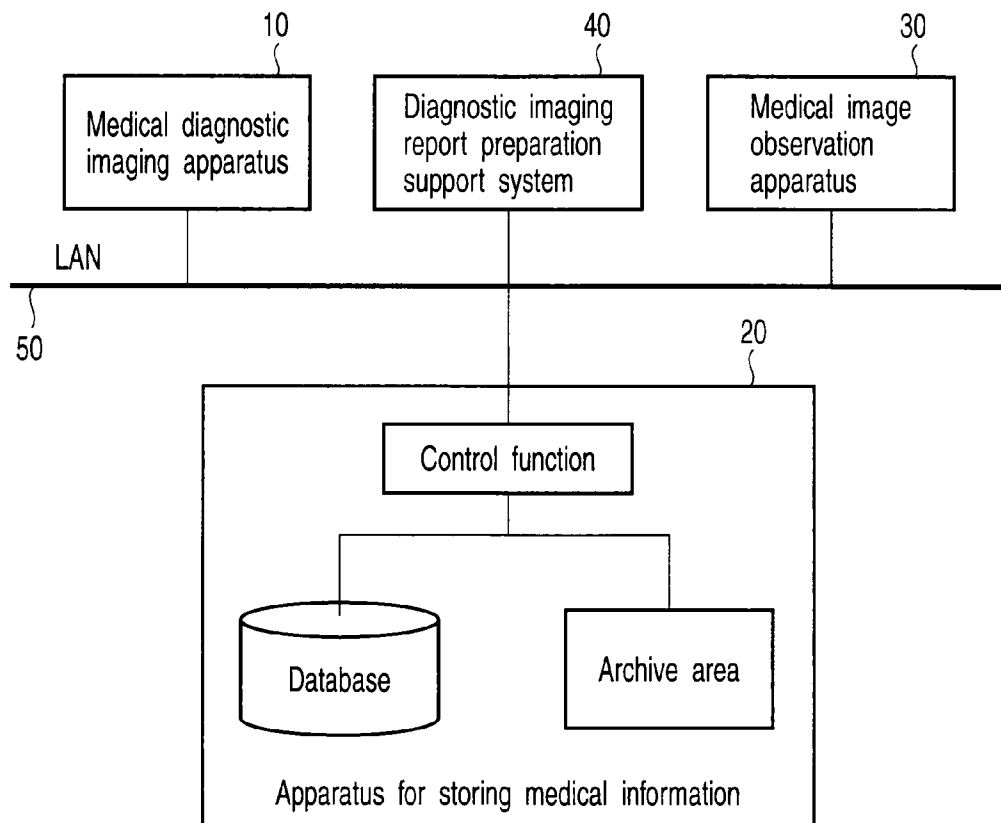 10
40
30
Medical diagnostic
imaging apparatus
Diagnostic imaging
report preparation
support system
Medical image
observation
apparatus
LAN
50
20
Control function
Database
Archive area
Apparatus for storing medical information